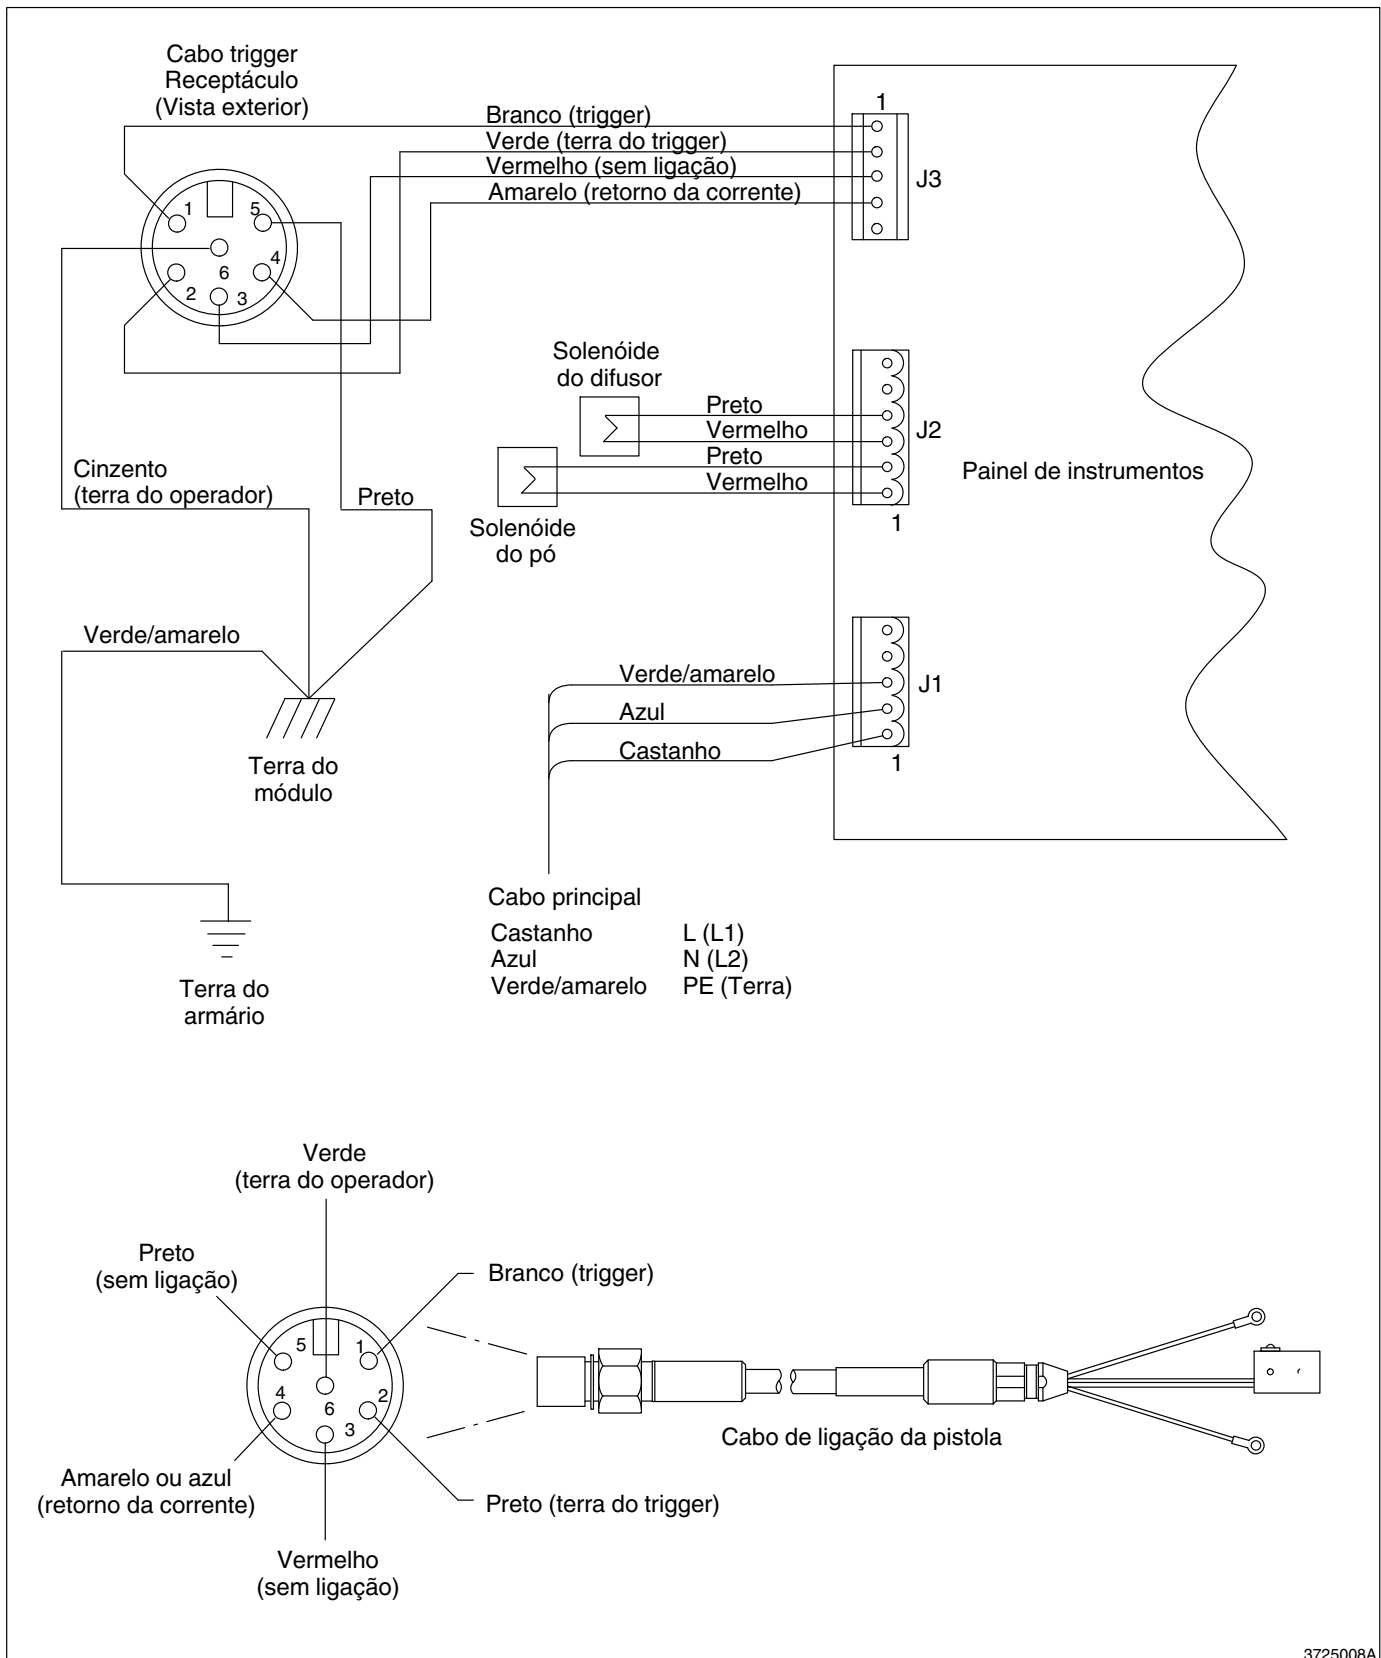 Cabo trigger
Receptáculo
(Vista exterior)
Branco (trigger)
Verde (terra do trigger)
Vermelho (sem ligação)
Amarelo (retorno da corrente)
1
J3
1
5
4
6
2
3
Solenóide
do difusor
Preto
Vermelho
Preto
Vermelho
J2
1
Painel de instrumentos
Solenóide
do pó
Cinzento
(terra do operador)
Preto
Verde/amarelo
Terra do
módulo
Verde/amarelo
Azul
Castanho
J1
1
Cabo principal
Castanho L (L1)
Azul N (L2)
Verde/amarelo PE (Terra)
Terra do
armário
Verde
(terra do operador)
Preto
(sem ligação)
Branco (trigger)
5
1
4
2
6
3
Amarelo ou azul
(retorno da corrente)
Preto (terra do trigger)
Vermelho
(sem ligação)
Cabo de ligação da pistola
3725008A